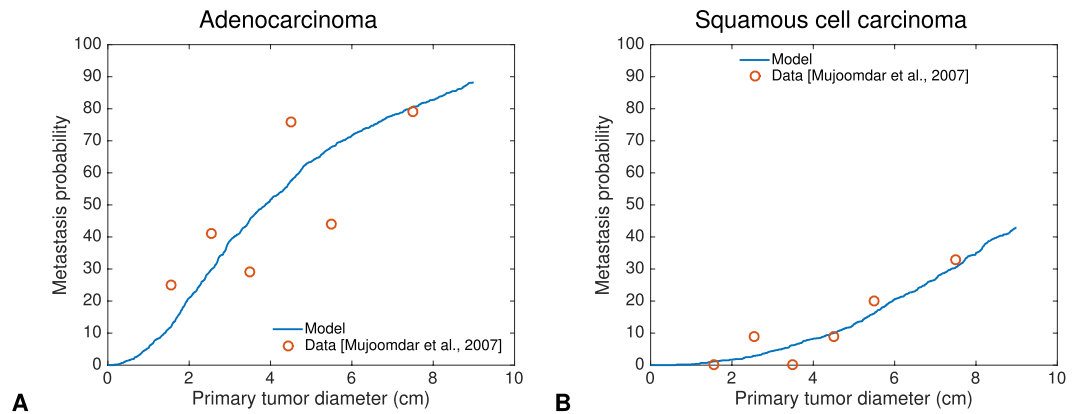 Adenocarcinoma
100
90
80
70
60
50
40
30
20
10
0
Metastasis probability
Model
Data [Mujoomdar et al., 2007]
0 2 4 6 8 10
Primary tumor diameter (cm)
A
Squamous cell carcinoma
100
90
80
70
60
50
40
30
20
10
0
Metastasis probability
Model
Data [Mujoomdar et al., 2007]
0 2 4 6 8 10
Primary tumor diameter (cm)
B